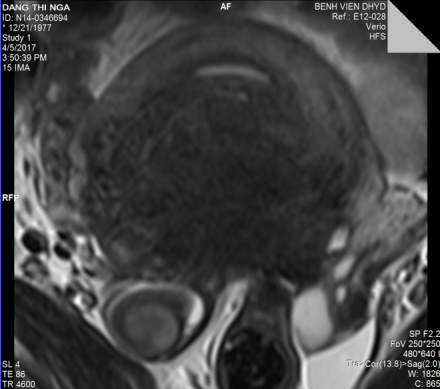 DANG THI NGA
ID: N14-0346694
* 12/21/1977
Study 1
4/5/2017
3:50:39 PM
15 IMA
AF
BENH VIEN DHYD
Ref.: E12-028
Verio
HFS
RFP
SL 4
TE 86
TR 4600
SP F2.2
FoV 250*250
480*640
Tra>Cor(13.8)>Sag(2.0)
W: 1826
C: 865